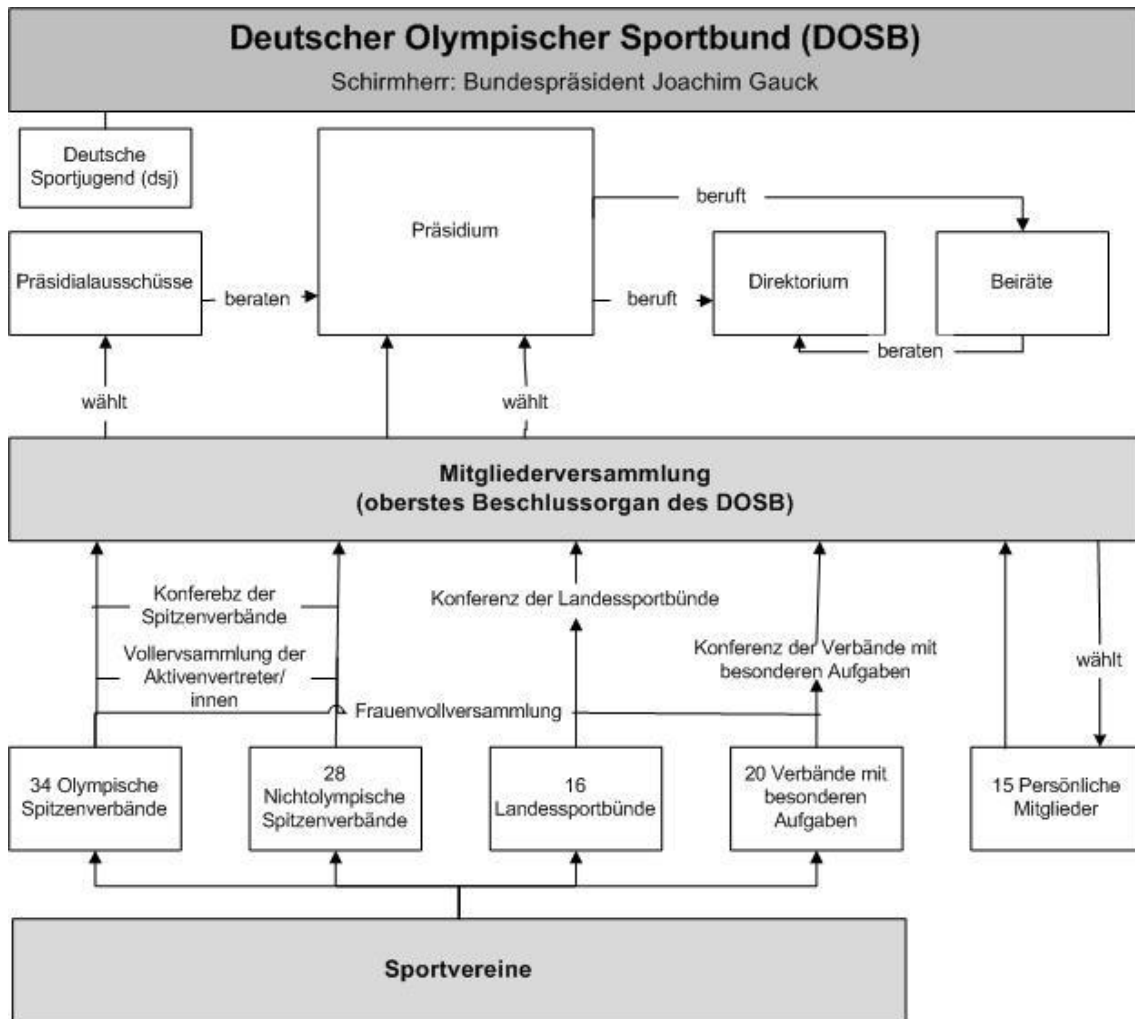 Deutscher Olympischer Sportbund (DOSB)
Schirmherr: Bundespräsident Joachim Gauck
Deutsche
Sportjugend (dsj)
Präsidium
beruft
Präsidialausschüsse
beraten
beruft
Direktorium
Beiräte
beraten
wählt
wählt
Mitgliederversammlung
(oberstes Beschlussorgan des DOSB)
Konferebz der
Spitzenverbände
Konferenz der Landessportbünde
Vollervsammlung der
Aktivenvertreter/
innen
Konferenz der Verbände mit
besonderen Aufgaben
wählt
Frauenvollversammlung
34 Olympische
Spitzenverbände
28
Nichtolympische
Spitzenverbände
16
Landessportbünde
20 Verbände mit
besonderen
Aufgaben
15 Persönliche
Mitglieder
Sportvereine